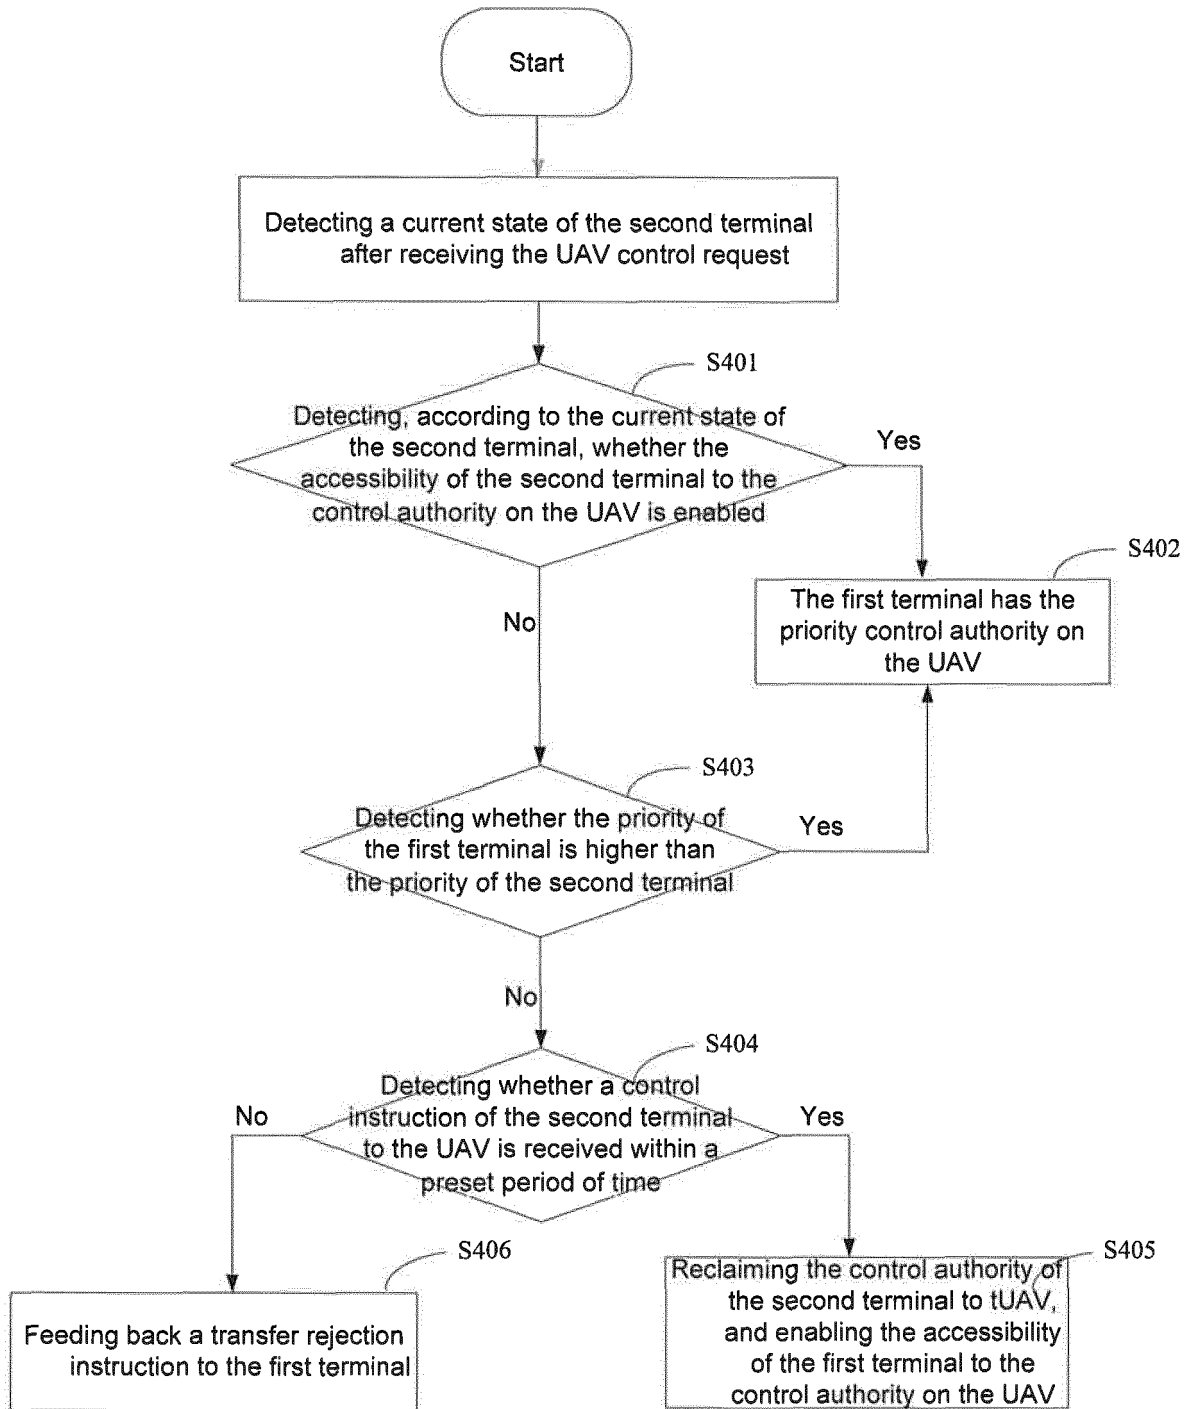 Start
Detecting a current state of the second terminal
after receiving the UAV control request
S401
Detecting, according to the current state of
the second terminal, whether the
accessibility of the second terminal to the
control authority on the UAV is enabled
Yes
S402
The first terminal has the
priority control authority on
the UAV
No
S403
Detecting whether the priority of
the first terminal is higher than
the priority of the second terminal
Yes
No
S404
Detecting whether a control
instruction of the second terminal
to the UAV is received within a
preset period of time
No
Yes
S406
Feeding back a transfer rejection
instruction to the first terminal
S405
Reclaiming the control authority of
the second terminal to tUAV,
and enabling the accessibility
of the first terminal to the
control authority on the UAV